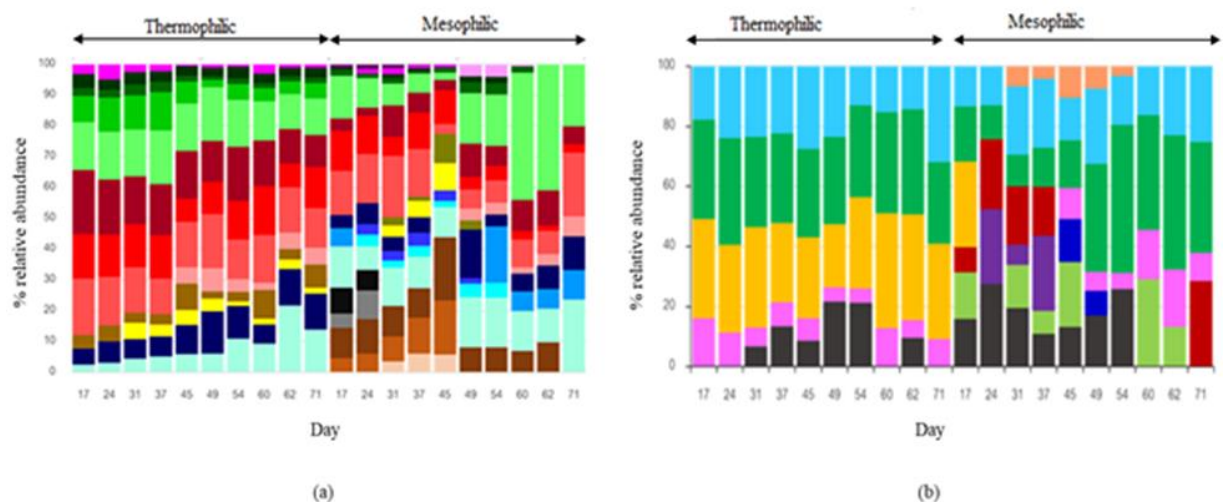 Thermophilic Mesophilic
100
90
80
70
60
50
40
30
20
10
0
% relative abundance
17 24 31 37 45 49 54 60 62 71 17 24 31 37 45 49 54 60 62 71
Day
(a)
Thermophilic Mesophilic
100
80
60
40
20
0
% relative abundance
17 24 31 37 45 49 54 60 62 71 17 24 31 37 45 49 54 60 62 71
Day
(b)